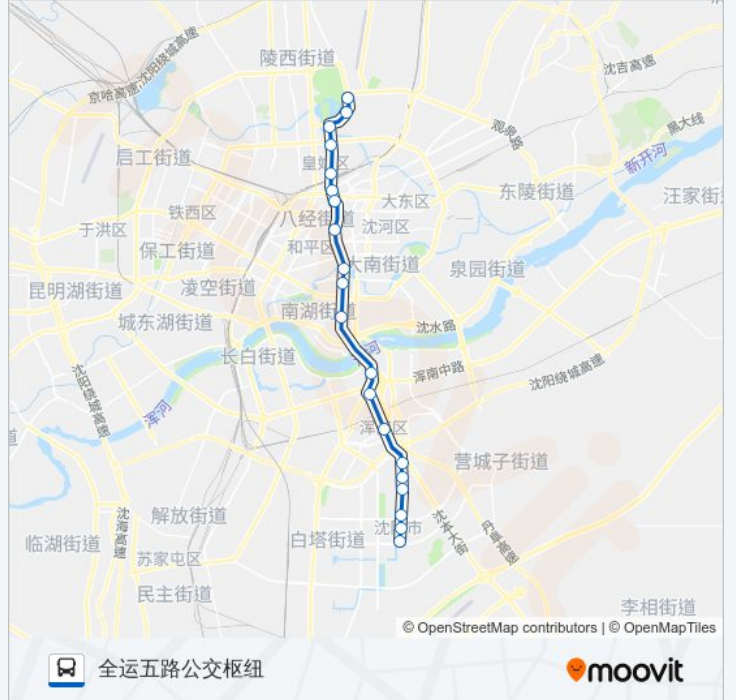 陵西街道
沈吉高速
京哈高速;沈阳绕城高速
观泉路
黑大线
启工街道
皇姑区
新开河
东陵街道
大东区
汪家街
铁西区
八经街道
沈河区
于洪区
和平区
保工街道
大南街道
泉园街道
昆明湖街道
凌空街道
南湖街道
城东湖街道
沈水路
长白街道
河
浑南中路
沈阳绕城高速
沈阳绕城高速
浑河
道
浑南区
营城子街道
解放街道
沈海高速
沈本大街
丹阜高速
白塔街道
沈阳市
临湖街道
苏家屯区
民主街道
李相街道
© OpenStreetMap contributors | © OpenMapTiles
全运五路公交枢纽
moovit